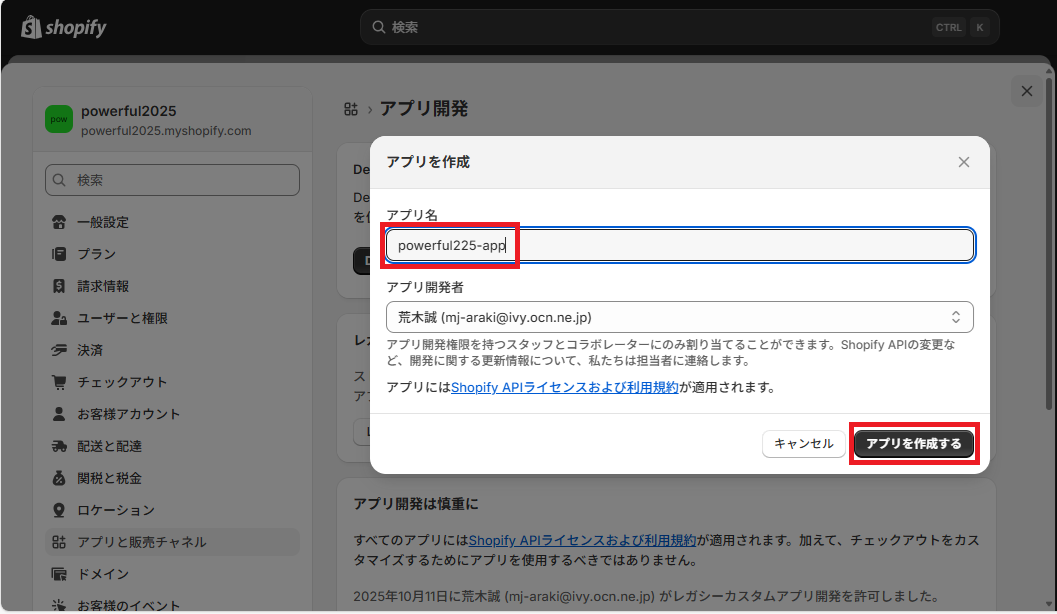 shopify
検索
CTRL K
pow
powerful2025
powerful2025.myshopify.com
検索
一般設定
プラン
請求情報
ユーザーと権限
決済
チェックアウト
お客様アカウント
配送と配達
関税と税金
ロケーション
アプリと販売チャネル
ドメイン
お客様のイベント
› アプリ開発
De
De
を
D
レ
ス
ア
アプリを作成
アプリ名
powerful225-app
アプリ開発者
荒木誠 (mj-araki@ivy.ocn.ne.jp)
アプリ開発権限を持つスタッフとコラボレーターにのみ割り当てることができます。Shopify APIの変更な
ど、開発に関する更新情報について、私たちは担当者に連絡します。
アプリにはShopify APIライセンスおよび利用規約が適用されます。
キャンセル アプリを作成する
アプリ開発は慎重に
すべてのアプリにはShopify APIライセンスおよび利用規約が適用されます。加えて、チェックアウトをカス
タマイズするためにアプリを使用するべきではありません。
2025年10月11日に荒木誠 (mj-araki@ivy.ocn.ne.jp) がレガシーカスタムアプリ開発を許可しました。